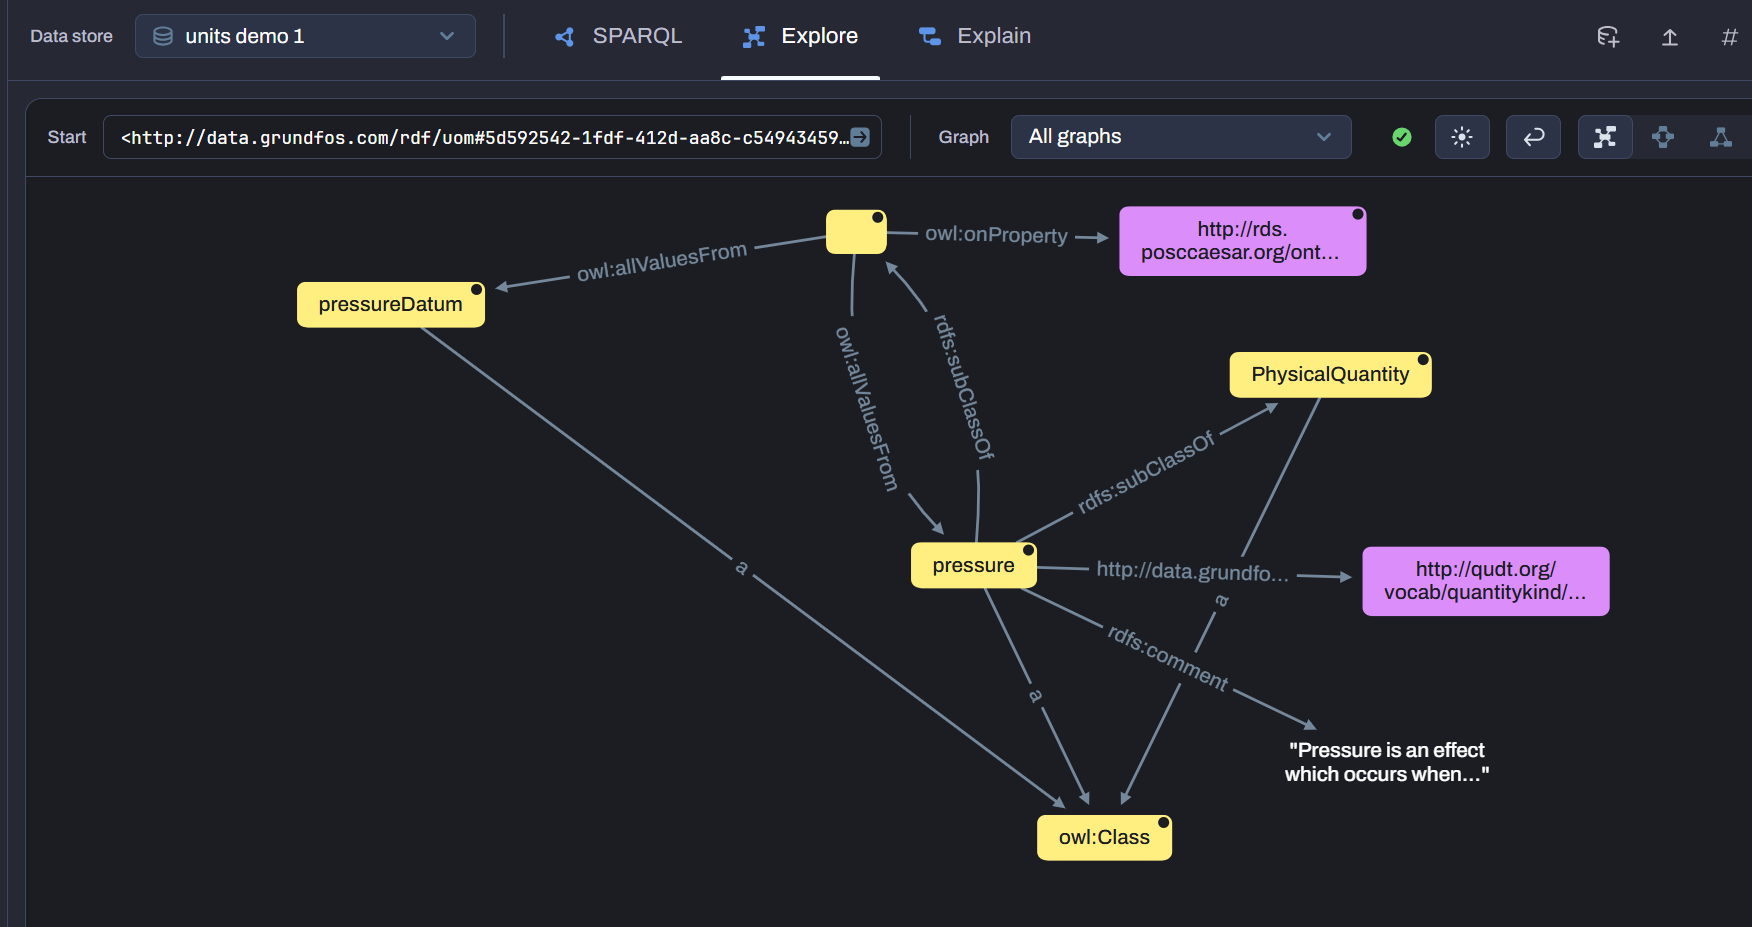 Data store
units demo 1
SPARQL
Explore
Explain
#
Start
<http://data.grundfos.com/rdf/uom#5d592542-1fdf-412d-aa8c-c54943459…
Graph
All graphs
owl:onProperty
http://rds.
posccaesar.org/ont…
owl:allValuesFrom
pressureDatum
owl:allValuesFrom
rdfs:subClassOf
PhysicalQuantity
rdfs:subClassOf
a
pressure
http://data.grundfo…
http://qudt.org/
vocab/quantitykind/…
a
rdfs:comment
a
"Pressure is an effect
which occurs when…"
owl:Class